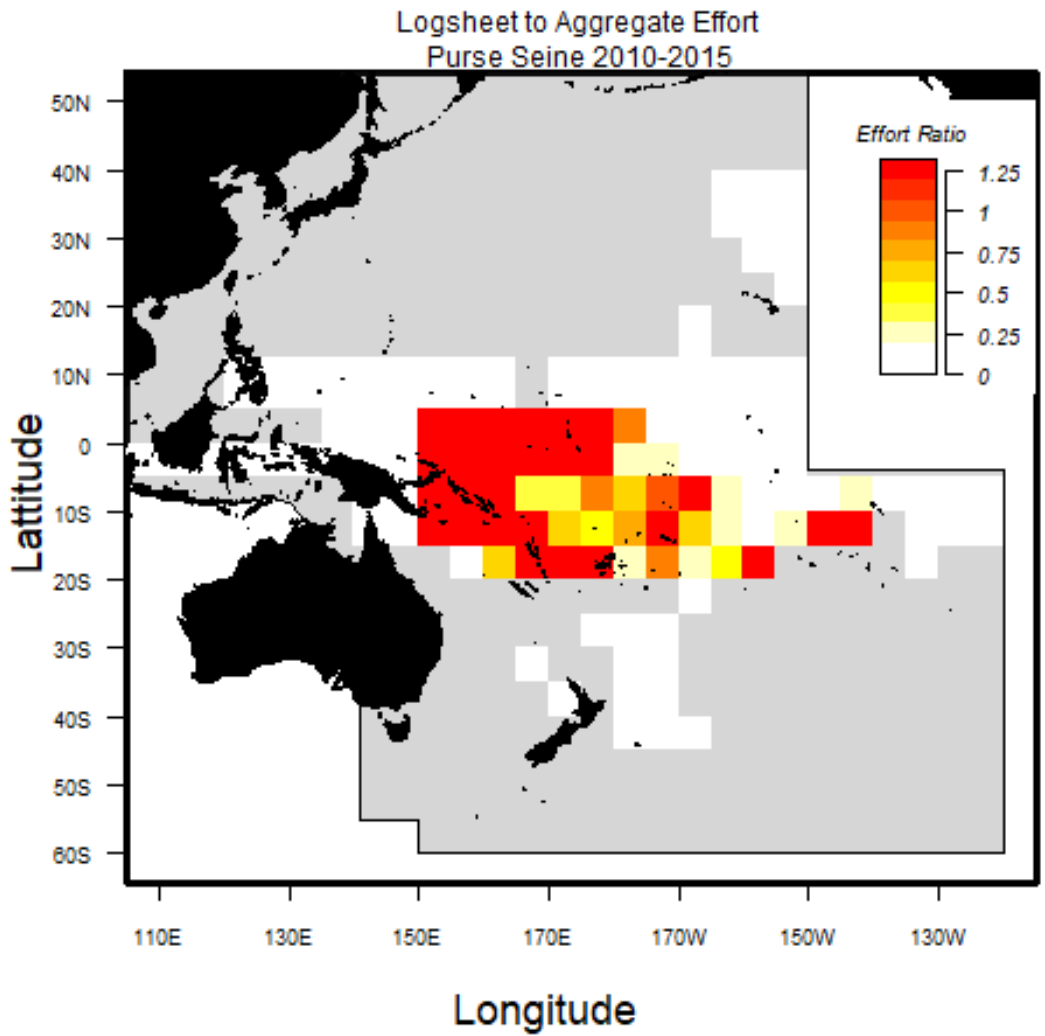 Logsheet to Aggregate Effort
Purse Seine 2010-2015
Effort Ratio
1.25
1
0.75
0.5
0.25
0
50N
40N
30N
20N
10N
0
10S
20S
30S
40S
50S
60S
Lattitude
110E 130E 150E 170E 170W 150W 130W
Longitude